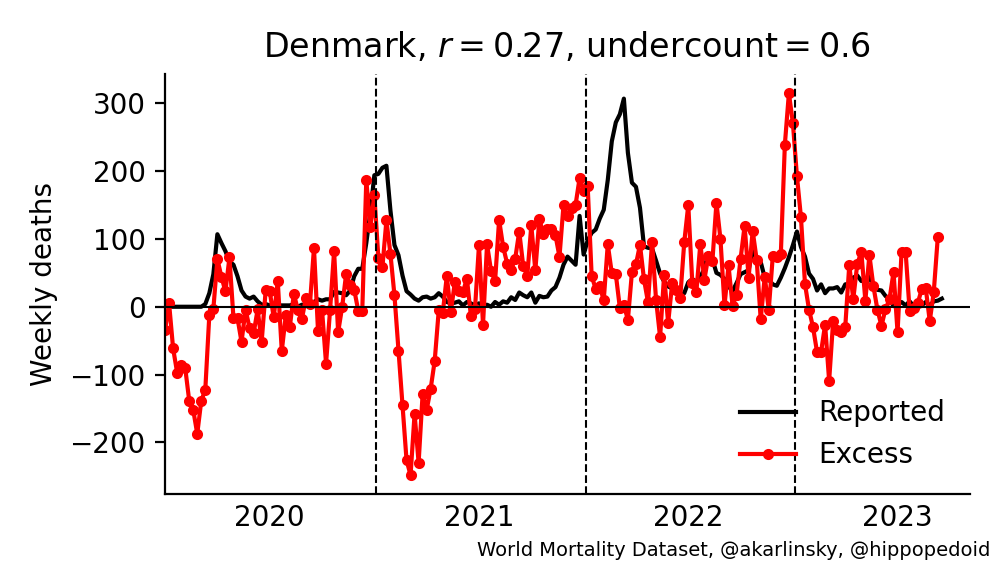 Denmark, r = 0.27, undercount = 0.6
Weekly deaths
300
200
100
0
−100
−200
Reported
Excess
2020 2021 2022 2023
World Mortality Dataset, @akarlinsky, @hippopedoid